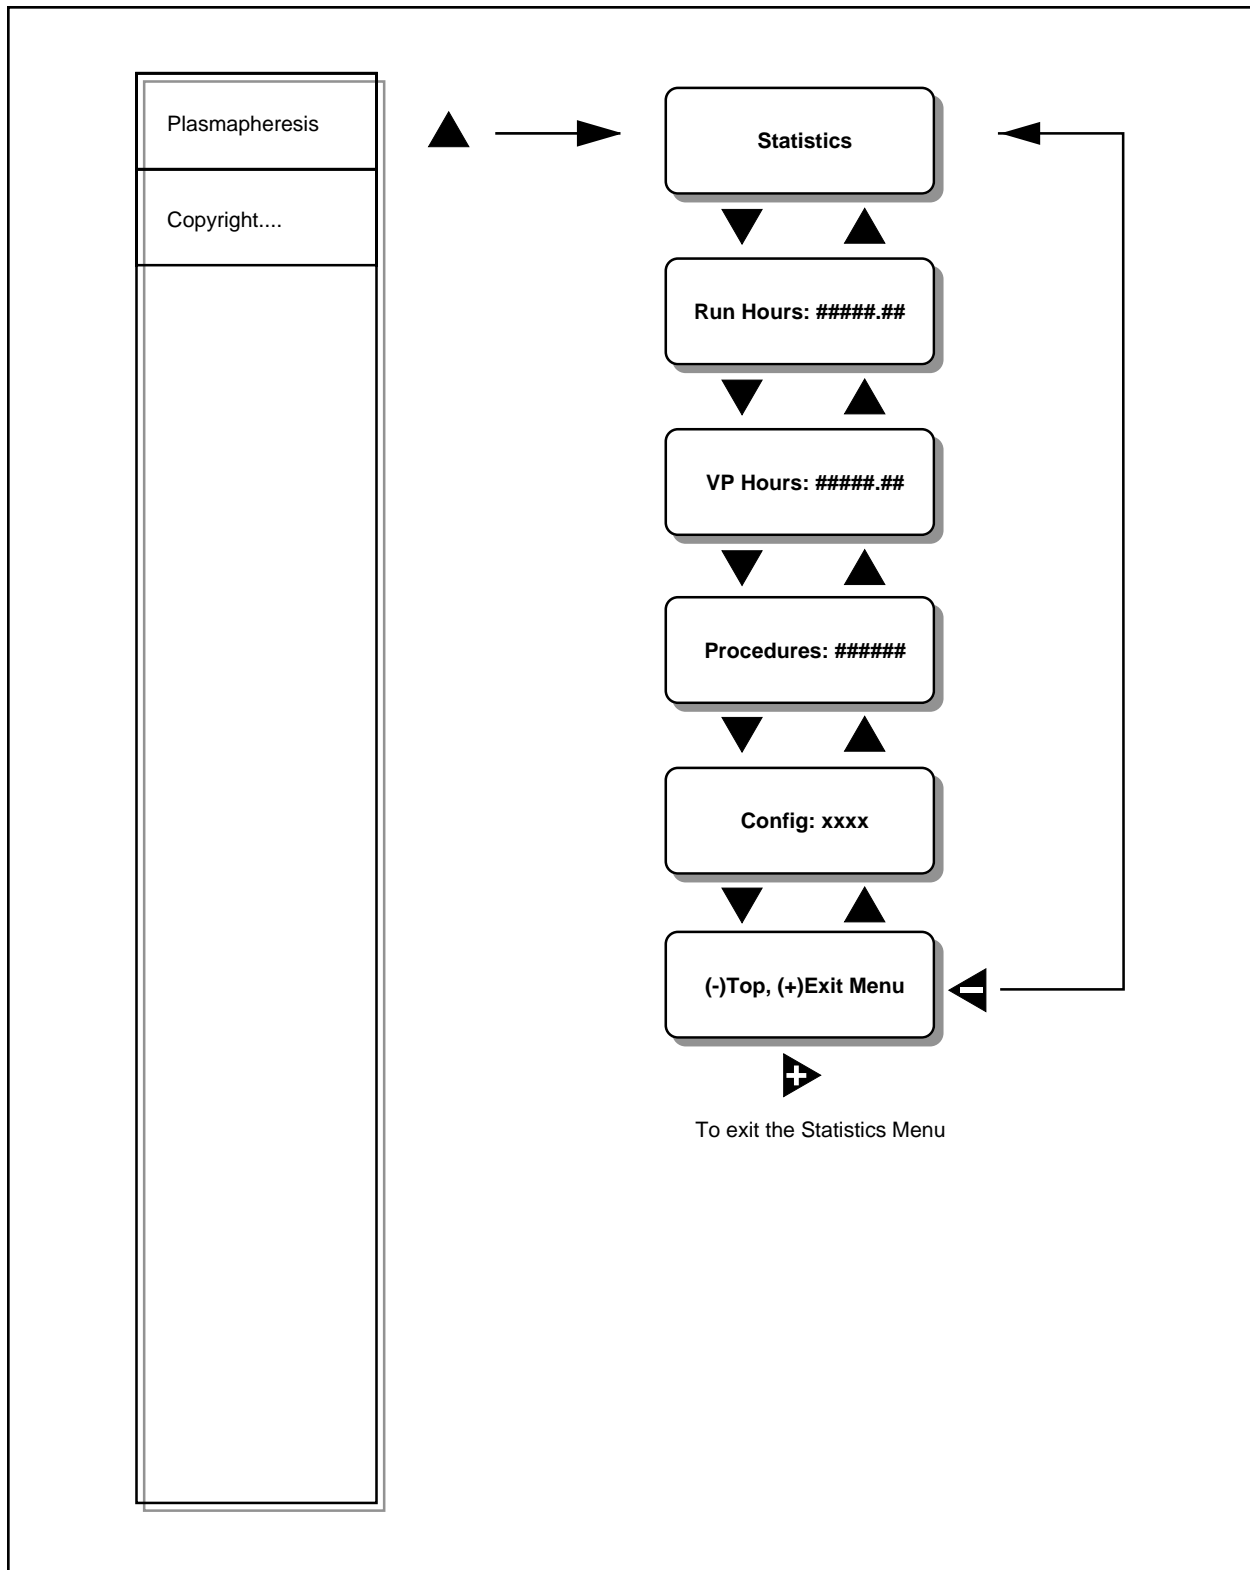 Plasmapheresis
Copyright....
Statistics
Run Hours: #####.##
VP Hours: #####.##
Procedures: ######
Config: xxxx
(-)Top, (+)Exit Menu
To exit the Statistics Menu